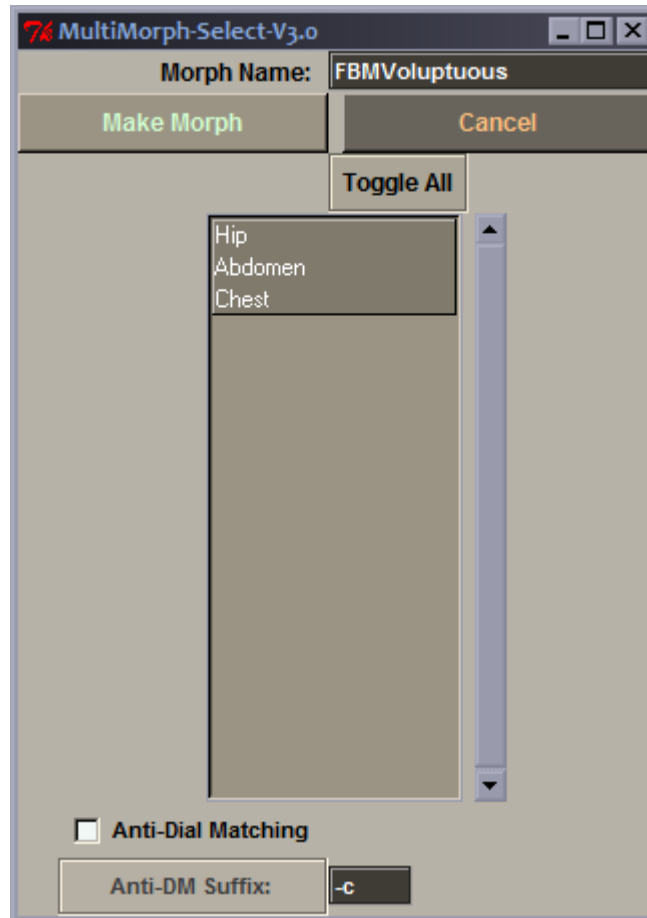 MultiMorph-Select-V3.0
Morph Name: FBMVoluptuous
Make Morph Cancel
Toggle All
Hip
Abdomen
Chest
Anti-Dial Matching
Anti-DM Suffix: -c